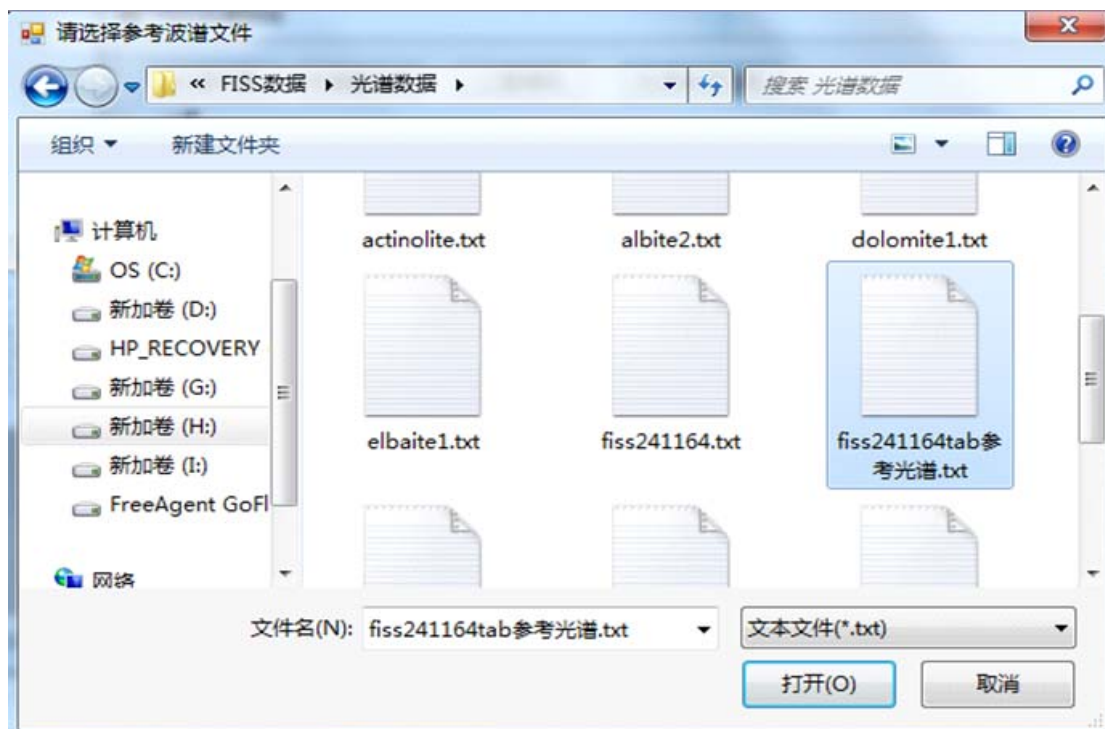 请选择参考波谱文件
« FISS数据 ▸ 光谱数据 ▸
搜索 光谱数据
组织
新建文件夹
计算机
OS (C:)
新加卷 (D:)
HP_RECOVERY
新加卷 (G:)
新加卷 (H:)
新加卷 (I:)
FreeAgent GoFl
网络
actinolite.txt
albite2.txt
dolomite1.txt
elbaite1.txt
fiss241164.txt
fiss241164tab参
考光谱.txt
文件名(N): fiss241164tab参考光谱.txt
文本文件(*.txt)
打开(O)
取消